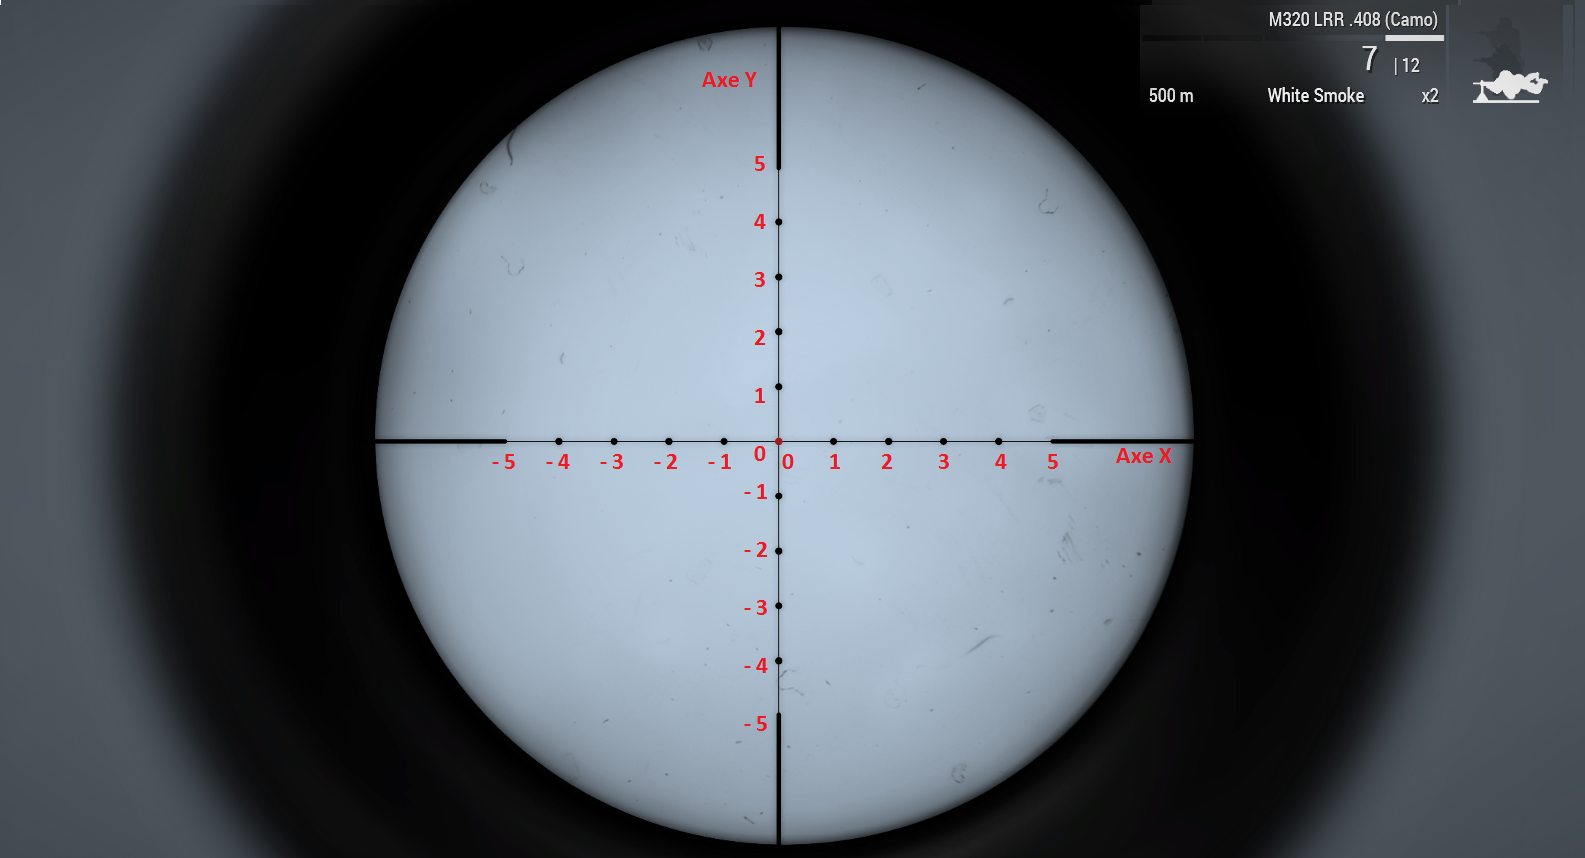 M320 LRR .408 (Camo)
7 | 12
500 m White Smoke x2
Axe Y
5
4
3
2
1
0
- 5 - 4 - 3 - 2 - 1 0 1 2 3 4 5 Axe X
- 1
- 2
- 3
- 4
- 5